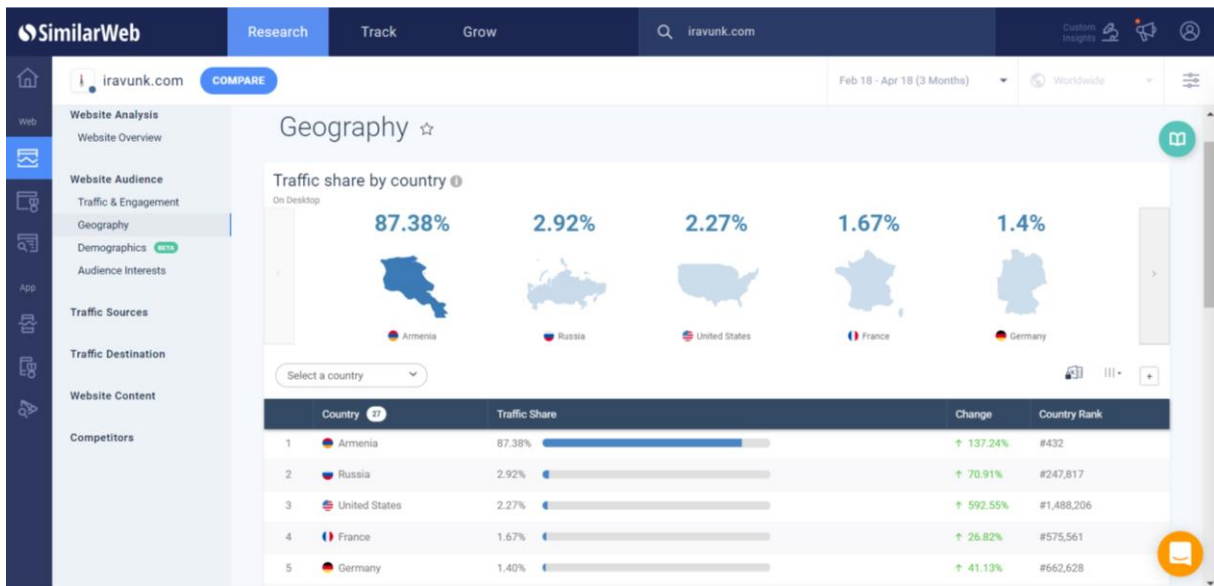 SimilarWeb
Research
Track
Grow
iravunk.com
Custom
Insights
iravunk.com
COMPARE
Feb 18 - Apr 18 (3 Months)
Worldwide
Web
App
Website Analysis
Website Overview
Website Audience
Traffic & Engagement
Geography
Demographics BETA
Audience Interests
Traffic Sources
Traffic Destination
Website Content
Competitors
Geography
Traffic share by country
On Desktop
87.38% 2.92% 2.27% 1.67% 1.4%
Armenia Russia United States France Germany
Select a country
Country 27 Traffic Share Change Country Rank
1 Armenia 87.38% ↑ 137.24% #432
2 Russia 2.92% ↑ 70.91% #247,817
3 United States 2.27% ↑ 592.55% #1,488,206
4 France 1.67% ↑ 26.82% #575,561
5 Germany 1.40% ↑ 41.13% #662,628